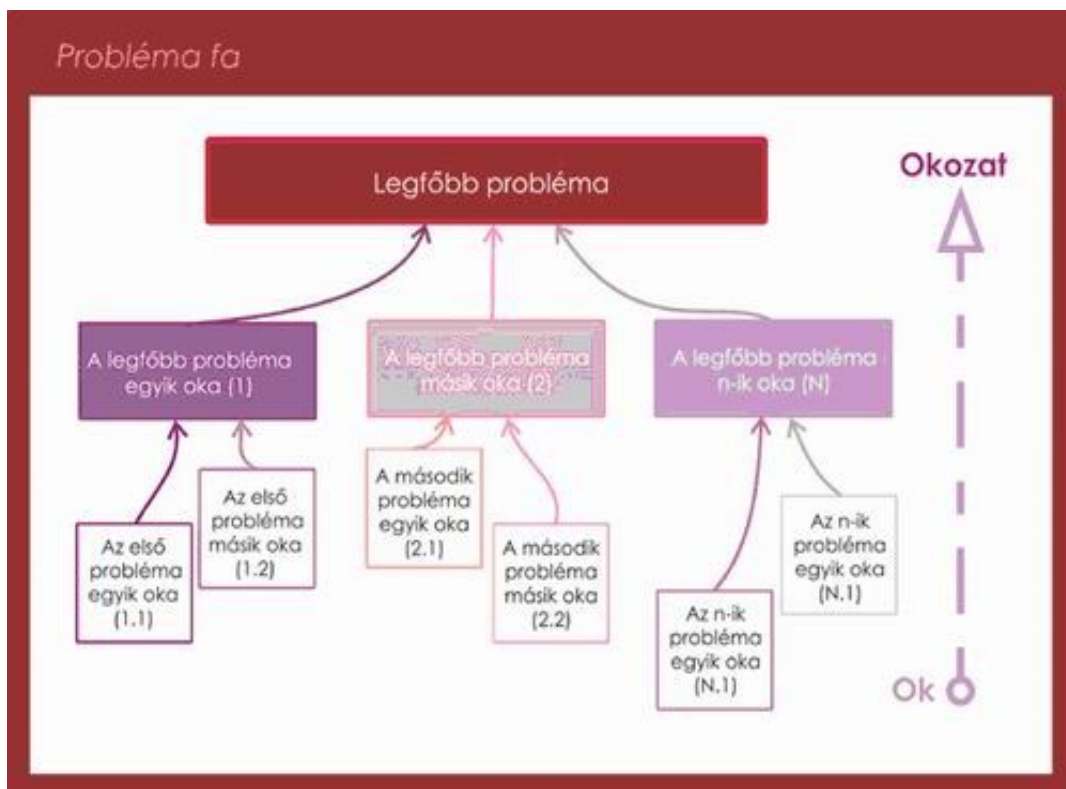 Probléma fa
Legfőbb probléma
Okozat
A legfőbb probléma
egyik oka (1)
A legfőbb probléma
másik oka (2)
A legfőbb probléma
n-ik oka (N)
Az első
probléma
egyik oka
(1.1)
Az első
probléma
másik oka
(1.2)
A második
probléma
egyik oka
(2.1)
A második
probléma
másik oka
(2.2)
Az n-ik
probléma
egyik oka
(N.1)
Az n-ik
probléma
egyik oka
(N.1)
Ok